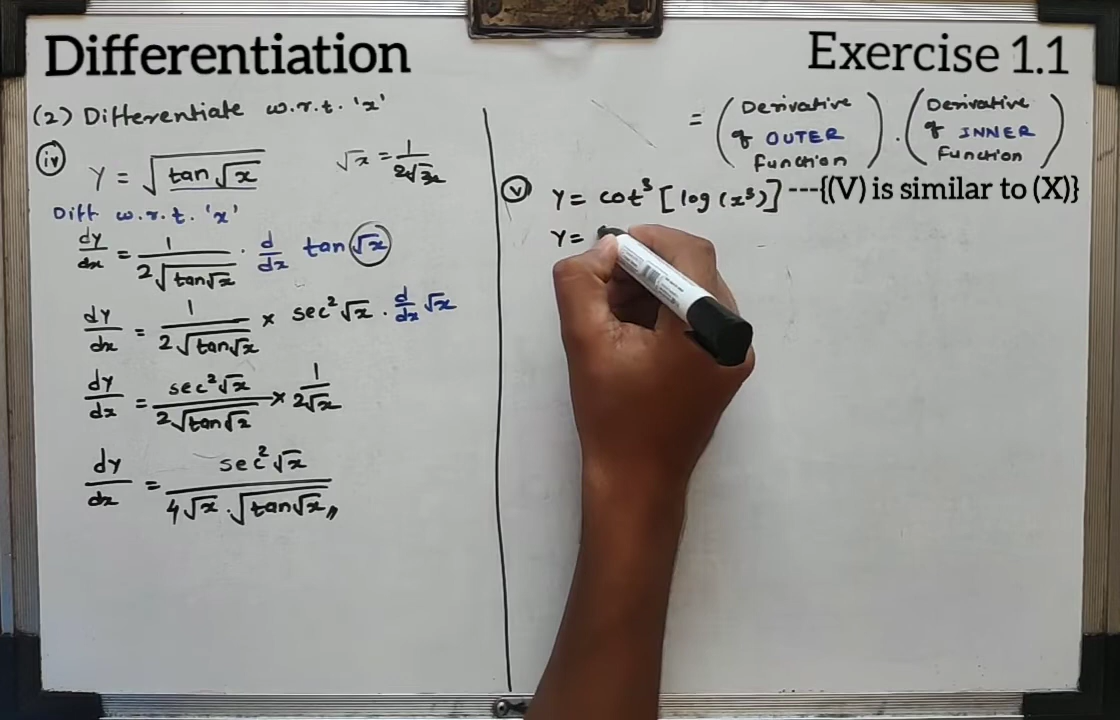 Differentiation
Exercise 1.1
(2) Differentiate w.r.t. 'x'
(iv) Y = √(tan √x)
√x = 1/(2√x)
Diff w.r.t. 'x'
dy/dx = 1/(2√(tan√x)) · d/dx tan √x
dy/dx = 1/(2√(tan√x)) × sec²√x · d/dx √x
dy/dx = sec²√x/(2√(tan√x)) × 1/(2√x)
dy/dx = sec²√x/(4√x · √(tan√x)) //
= (Derivative of OUTER function) · (Derivative of INNER function)
(v) Y = cot³ [log (x³)] ---{(V) is similar to (X)}
Y =